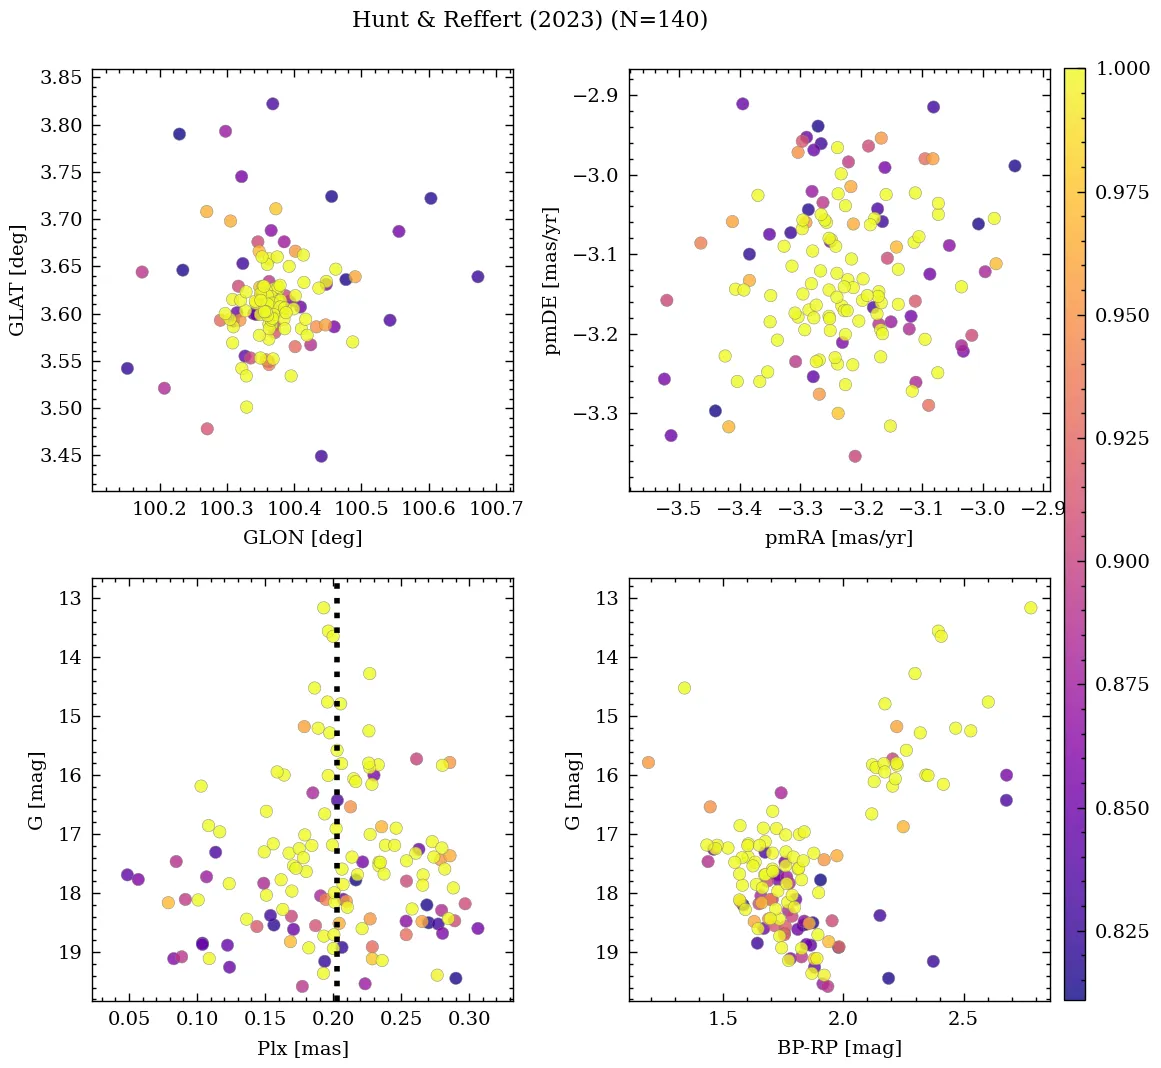 Hunt & Reffert (2023) (N=140)
3.85
3.80
3.75
3.70
3.65
3.60
3.55
3.50
3.45
GLAT [deg]
100.2 100.3 100.4 100.5 100.6 100.7
GLON [deg]
−2.9
−3.0
−3.1
−3.2
−3.3
pmDE [mas/yr]
−3.5 −3.4 −3.3 −3.2 −3.1 −3.0 −2.9
pmRA [mas/yr]
13
14
15
16
17
18
19
G [mag]
0.05 0.10 0.15 0.20 0.25 0.30
Plx [mas]
13
14
15
16
17
18
19
G [mag]
1.5 2.0 2.5
BP-RP [mag]
1.000
0.975
0.950
0.925
0.900
0.875
0.850
0.825